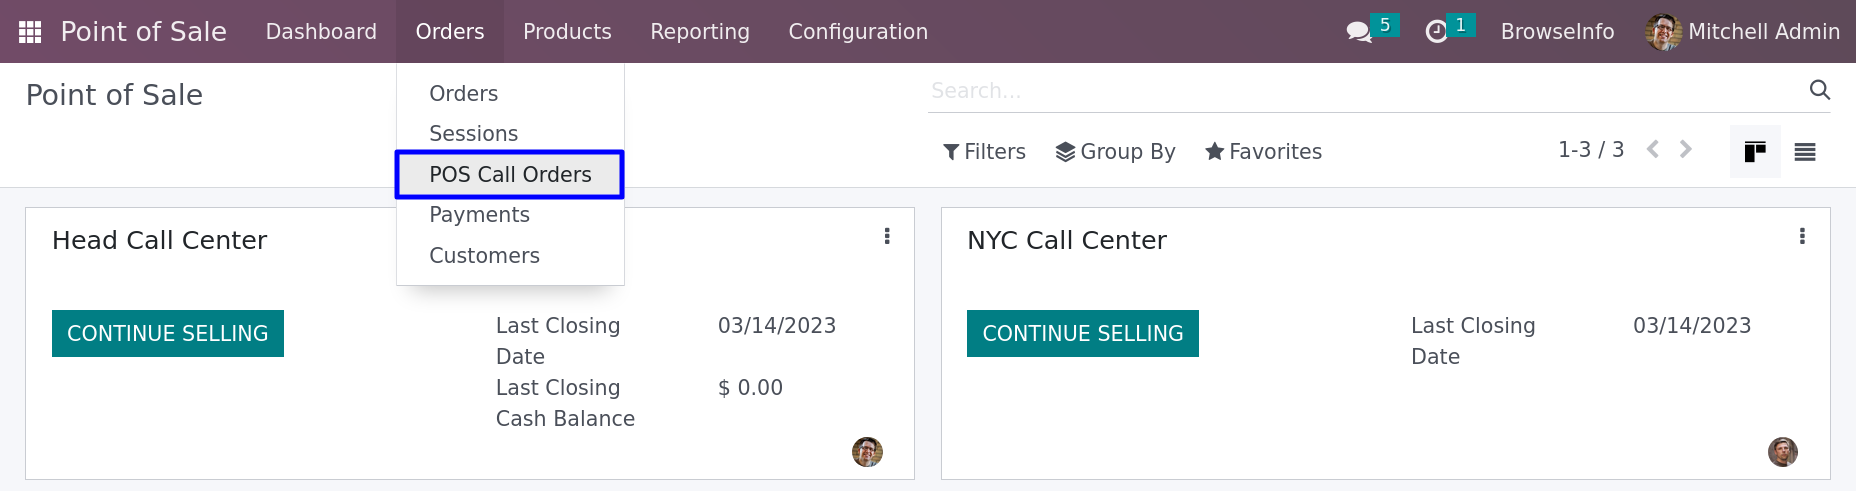 Point of Sale Dashboard Orders Products Reporting Configuration 5 1 BrowseInfo Mitchell Admin
Point of Sale
Search...
Orders
Sessions
POS Call Orders
Payments
Customers
Filters Group By Favorites 1-3 / 3
Head Call Center
CONTINUE SELLING
Last Closing Date 03/14/2023
Last Closing Cash Balance $ 0.00
NYC Call Center
CONTINUE SELLING
Last Closing Date 03/14/2023